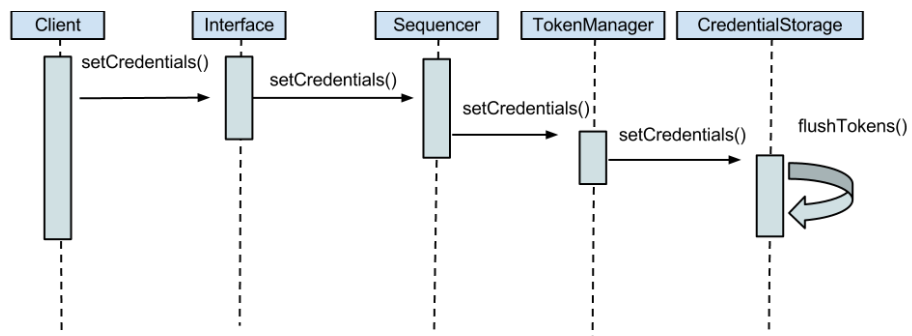 Client
Interface
Sequencer
TokenManager
CredentialStorage
setCredentials()
setCredentials()
setCredentials()
setCredentials()
flushTokens()